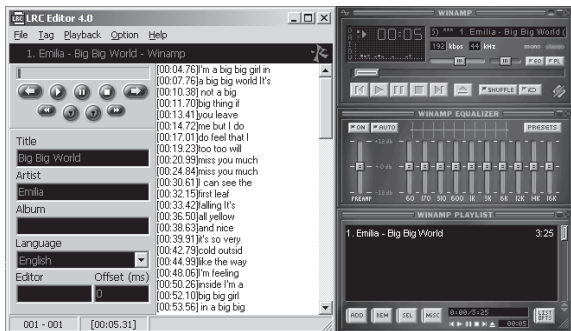 LRC Editor 4.0
File Tag Playback Option Help
1. Emilia - Big Big World - Winamp
Title
Big Big World
Artist
Emilia
Album
Language
English
Editor Offset (ms)
0
[00:04.76]I'm a big big girl in
[00:07.76]a big big world It's
[00:10.38] not a big
[00:11.70]big thing if
[00:13.41]you leave
[00:14.72]me but I do
[00:17.01]do feel that I
[00:19.23]too too will
[00:20.99]miss you much
[00:24.84]miss you much
[00:30.61]I can see the
[00:32.15]first leaf
[00:33.42]falling It's
[00:36.50]all yellow
[00:38.63]and nice
[00:39.91]it's so very
[00:42.79]cold outsid
[00:44.99]like the way
[00:48.06]I'm feeling
[00:50.26]inside I'm a
[00:52.10]big big girl
[00:53.56] in a big big
001 - 001 [00:05.31]
WINAMP
00:05
5) *** 1. Emilia - Big Big World (
192 kbps 44 kHz mono stereo
EQ PL
SHUFFLE
WINAMP EQUALIZER
ON AUTO PRESETS
+12db
+0db
-12db
PREAMP 60 170 310 600 1K 3K 6K 12K 14K 16K
WINAMP PLAYLIST
1. Emilia - Big Big World 3:25
ADD REM SEL MISC 0:00/3:25 LIST OPTS
00:05